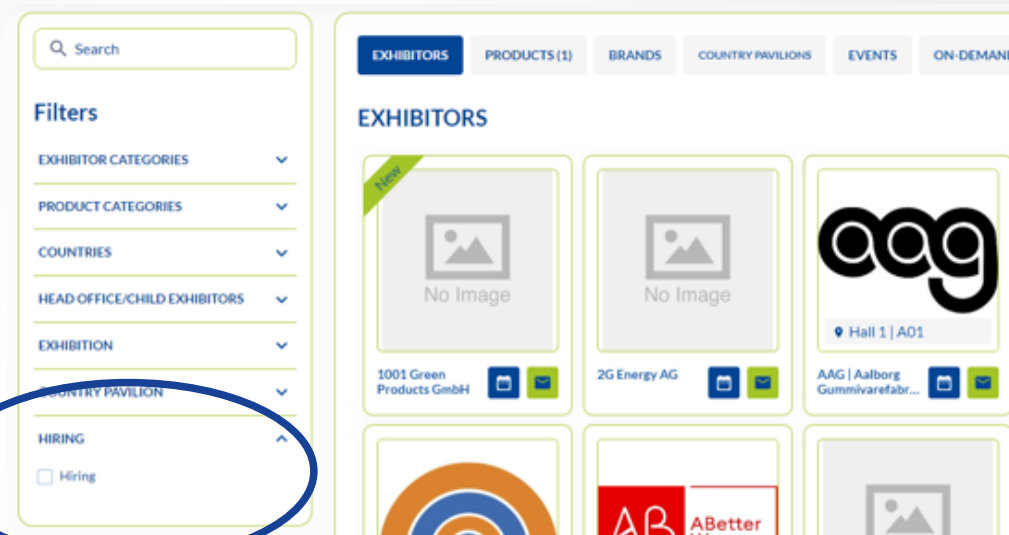 Search
Filters
EXHIBITOR CATEGORIES
PRODUCT CATEGORIES
COUNTRIES
HEAD OFFICE/CHILD EXHIBITORS
EXHIBITION
COUNTRY PAVILION
HIRING
Hiring
EXHIBITORS
PRODUCTS (1)
BRANDS
COUNTRY PAVILIONS
EVENTS
ON-DEMAN
EXHIBITORS
New
No Image
1001 Green
Products GmbH
No Image
2G Energy AG
aag
Hall 1 | A01
AAG | Aalborg
Gummivarefabr...
AB
ABetter